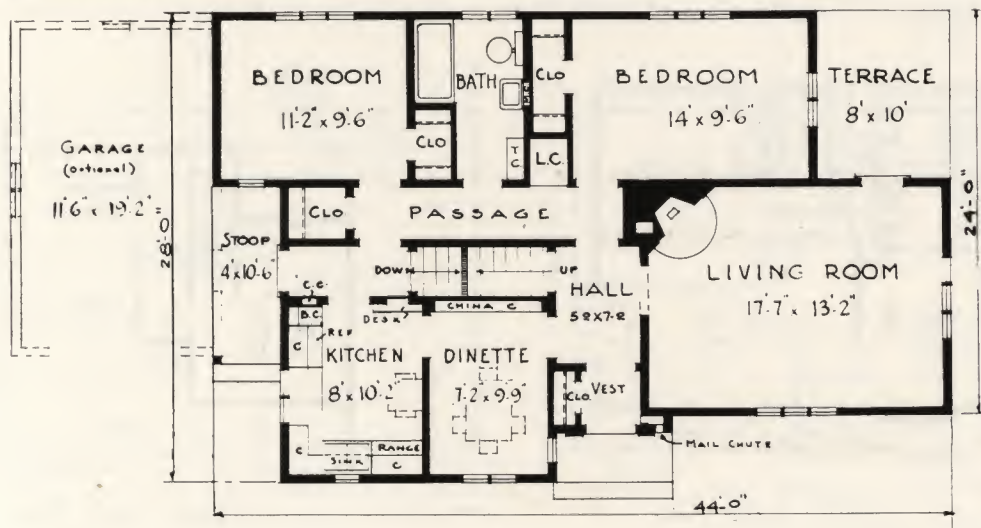 BEDROOM
11'-2" x 9'-6"
BATH
CLO
M.C.
BEDROOM
14' x 9'-6"
TERRACE
8' x 10'
GARAGE
(optional)
11'6" x 19'-2"
CLO
T.C.
L.C.
28'-0
24'-0"
CLO
PASSAGE
STOOP
4' x 10'-6"
DOWN
UP
LIVING ROOM
17'-7" x 13'-2"
HALL
5-2 x 7-2
C.C.
B.C.
DESK
CHINA C
C
REF
KITCHEN
8' x 10'-2"
DINETTE
7'-2" x 9'-9"
CLO.
VEST
MAIL CHUTE
C
SINK
RANGE
C
44'-0"